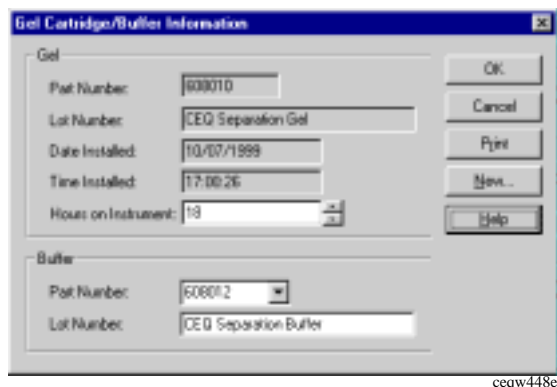 Gel Cartridge/Buffer Information
Gel
Part Number: 608010
Lot Number: CEQ Separation Gel
Date Installed: 10/07/1999
Time Installed: 17:00:26
Hours on Instrument: 18
Buffer
Part Number: 608012
Lot Number: CEQ Separation Buffer
OK
Cancel
Print
New...
Help
ceqw448e